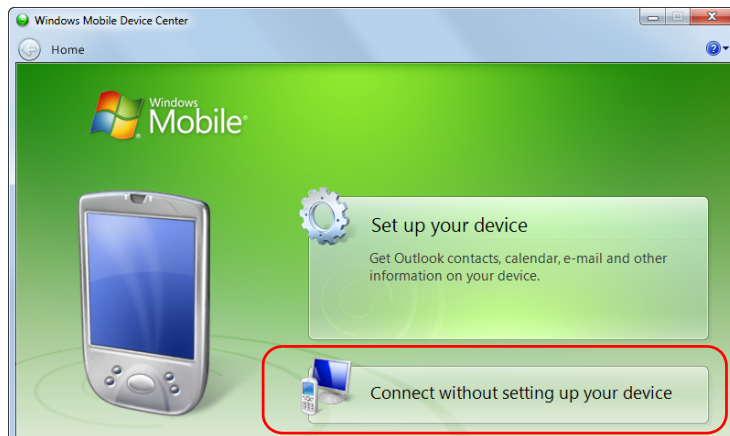 Windows Mobile Device Center
Home
Windows
Mobile
Set up your device
Get Outlook contacts, calendar, e-mail and other
information on your device.
Connect without setting up your device